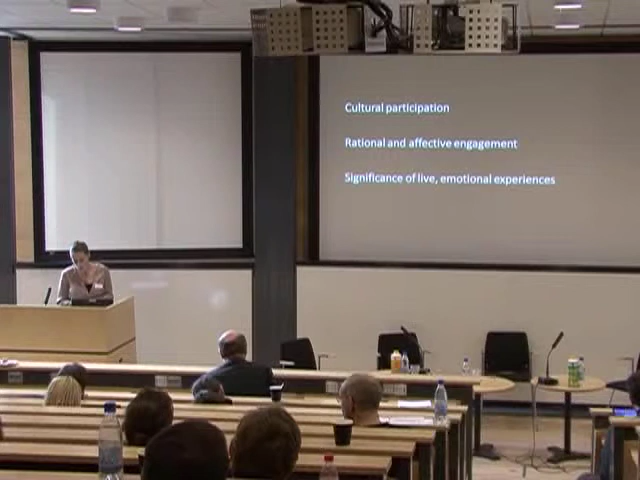 Cultural participation
Rational and affective engagement
Significance of live, emotional experiences